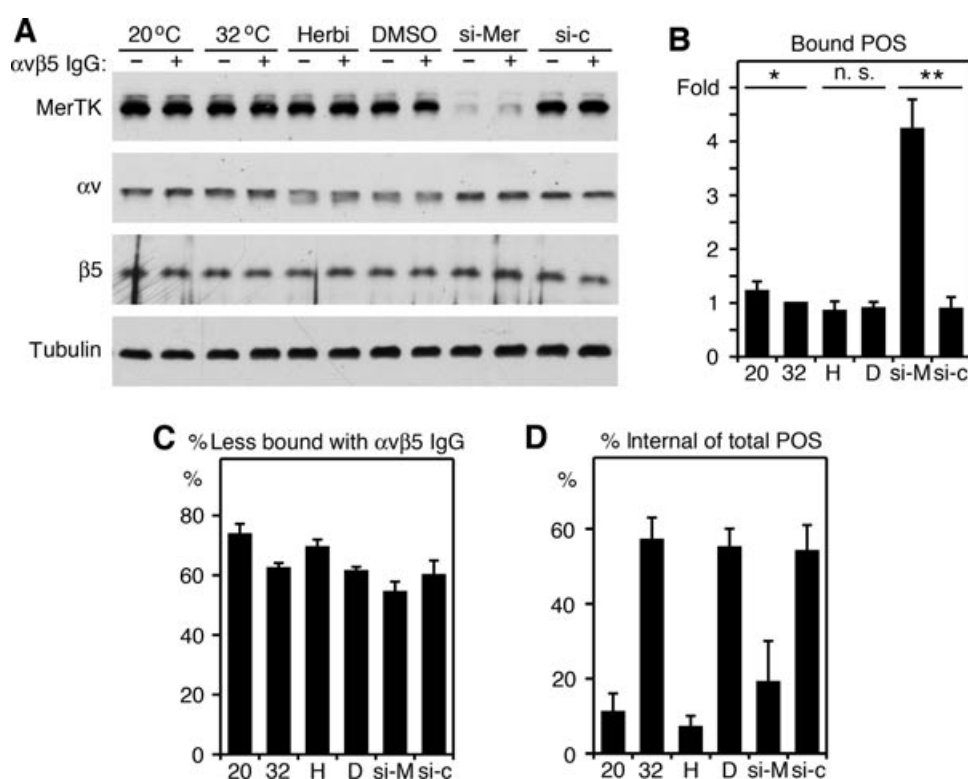 A
20 °C 32 °C Herbi DMSO si-Mer si-c
αvβ5 IgG: – + – + – + – + – + – +
MerTK
αv
β5
Tubulin
B
Bound POS
Fold
* n. s. **
4
3
2
1
0
20 32 H D si-M si-c
C % Less bound with αvβ5 IgG
%
80
60
40
20
0
20 32 H D si-M si-c
D % Internal of total POS
%
60
40
20
0
20 32 H D si-M si-c